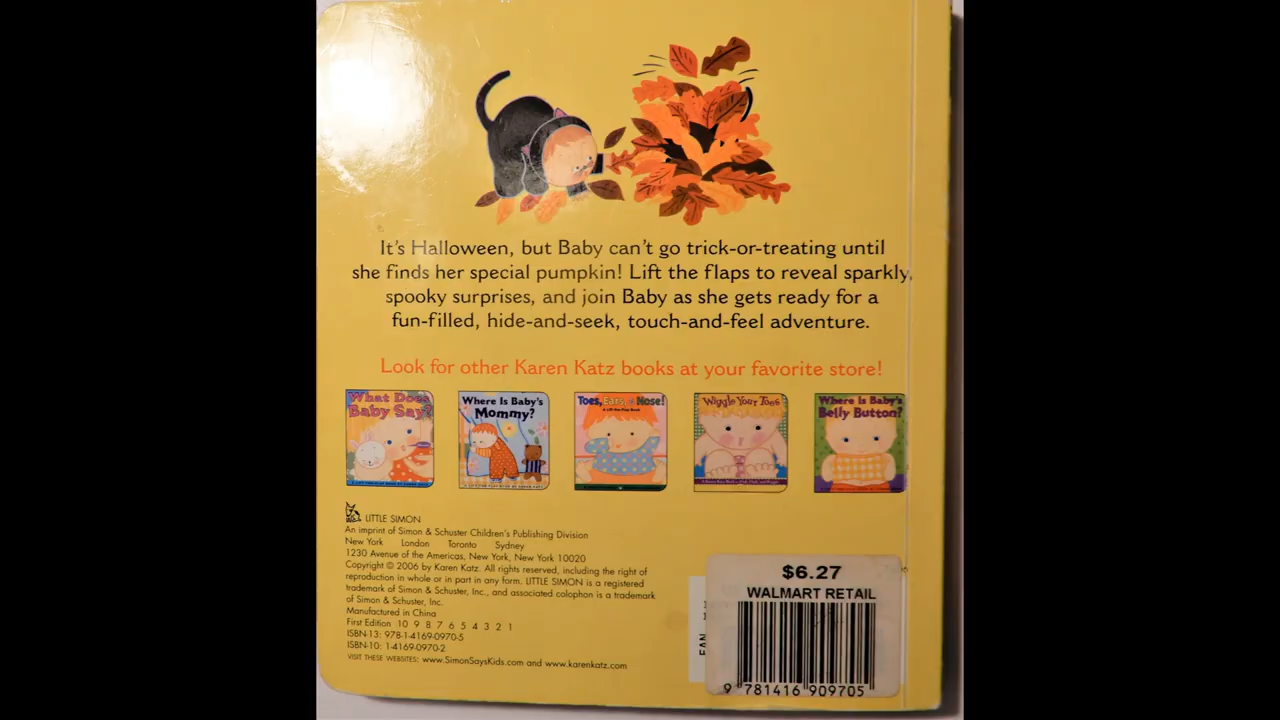 It's Halloween, but Baby can't go trick-or-treating until
she finds her special pumpkin! Lift the flaps to reveal sparkly,
spooky surprises, and join Baby as she gets ready for a
fun-filled, hide-and-seek, touch-and-feel adventure.
Look for other Karen Katz books at your favorite store!
What Does
Baby Say?
Where Is Baby's
Mommy?
Toes, Ears, & Nose!
A Lift-the-Flap Book
Wiggle Your Toes
Where Is Baby's
Belly Button?
LITTLE SIMON
An imprint of Simon & Schuster Children's Publishing Division
New York London Toronto Sydney
1230 Avenue of the Americas, New York, New York 10020
Copyright © 2006 by Karen Katz. All rights reserved, including the right of
reproduction in whole or in part in any form. LITTLE SIMON is a registered
trademark of Simon & Schuster, Inc., and associated colophon is a trademark
of Simon & Schuster, Inc.
Manufactured in China
First Edition 10 9 8 7 6 5 4 3 2 1
ISBN-13: 978-1-4169-0970-5
ISBN-10: 1-4169-0970-2
VISIT THESE WEBSITES: www.SimonSaysKids.com and www.karenkatz.com
EAN
$6.27
WALMART RETAIL
9 781416 909705